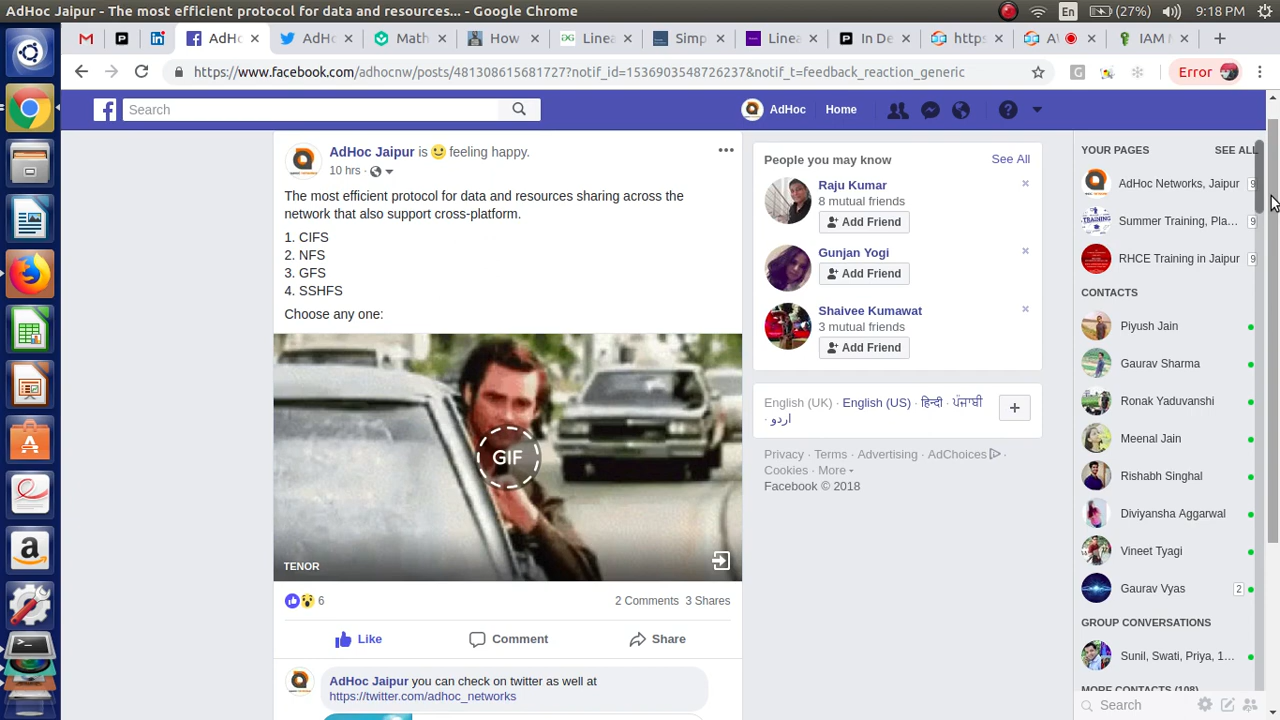 AdHoc Jaipur - The most efficient protocol for data and resources... - Google Chrome
En
(27%)
9:18 PM
AdHo
AdHo
Math
How
Linea
Simp
Linea
In De
https
AV
IAM M
https://www.facebook.com/adhocnw/posts/481308615681727?notif_id=1536903548726237&notif_t=feedback_reaction_generic
Error
Search
AdHoc
Home
AdHoc Jaipur is feeling happy.
10 hrs ·
The most efficient protocol for data and resources sharing across the
network that also support cross-platform.
1. CIFS
2. NFS
3. GFS
4. SSHFS
Choose any one:
GIF
TENOR
6
2 Comments 3 Shares
Like
Comment
Share
AdHoc Jaipur you can check on twitter as well at
https://twitter.com/adhoc_networks
People you may know
See All
Raju Kumar
8 mutual friends
Add Friend
Gunjan Yogi
Add Friend
Shaivee Kumawat
3 mutual friends
Add Friend
English (UK) · English (US) · हिन्दी · ਪੰਜਾਬੀ
· اردو
Privacy · Terms · Advertising · AdChoices ·
Cookies · More
Facebook © 2018
YOUR PAGES
SEE ALL
AdHoc Networks, Jaipur 9
Summer Training, Pla... 9
RHCE Training in Jaipur 9
CONTACTS
Piyush Jain
Gaurav Sharma
Ronak Yaduvanshi
Meenal Jain
Rishabh Singhal
Diviyansha Aggarwal
Vineet Tyagi
Gaurav Vyas 2
GROUP CONVERSATIONS
Sunil, Swati, Priya, 1...
MORE CONTACTS (108)
Search